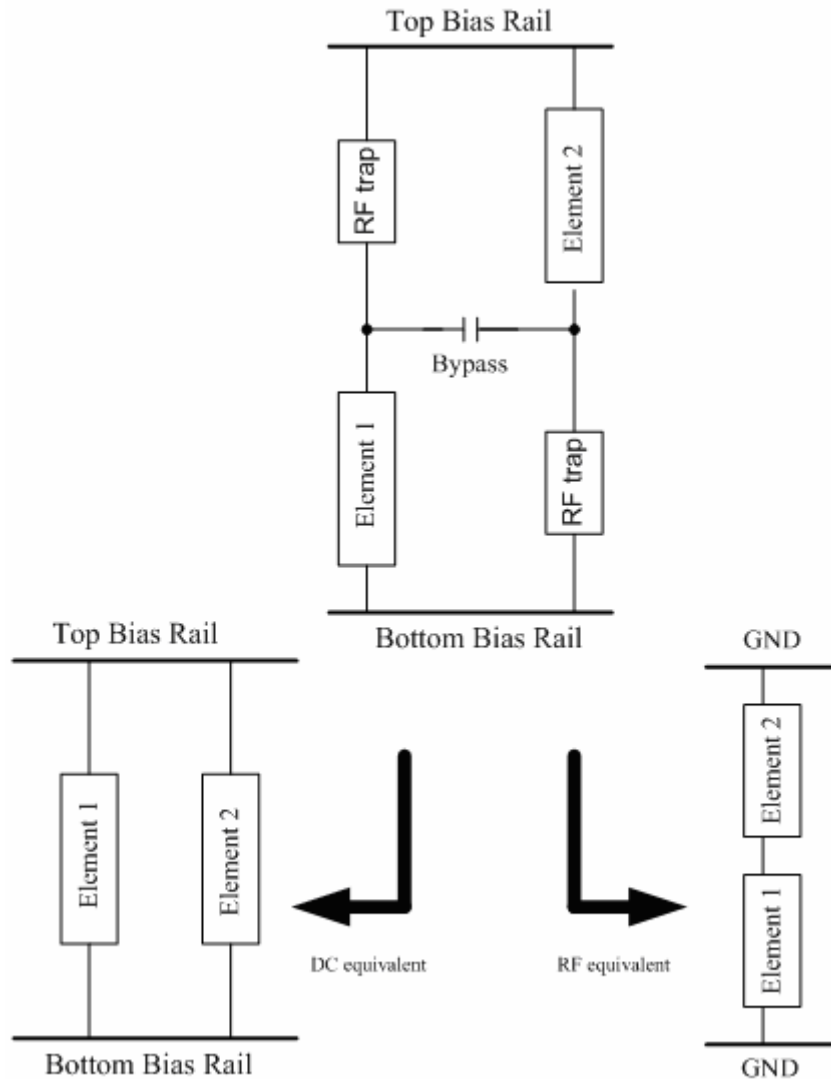 Top Bias Rail
RF trap
Element 2
Bypass
Element 1
RF trap
Bottom Bias Rail
Top Bias Rail
Element 1
Element 2
Bottom Bias Rail
DC equivalent
RF equivalent
GND
Element 2
Element 1
GND